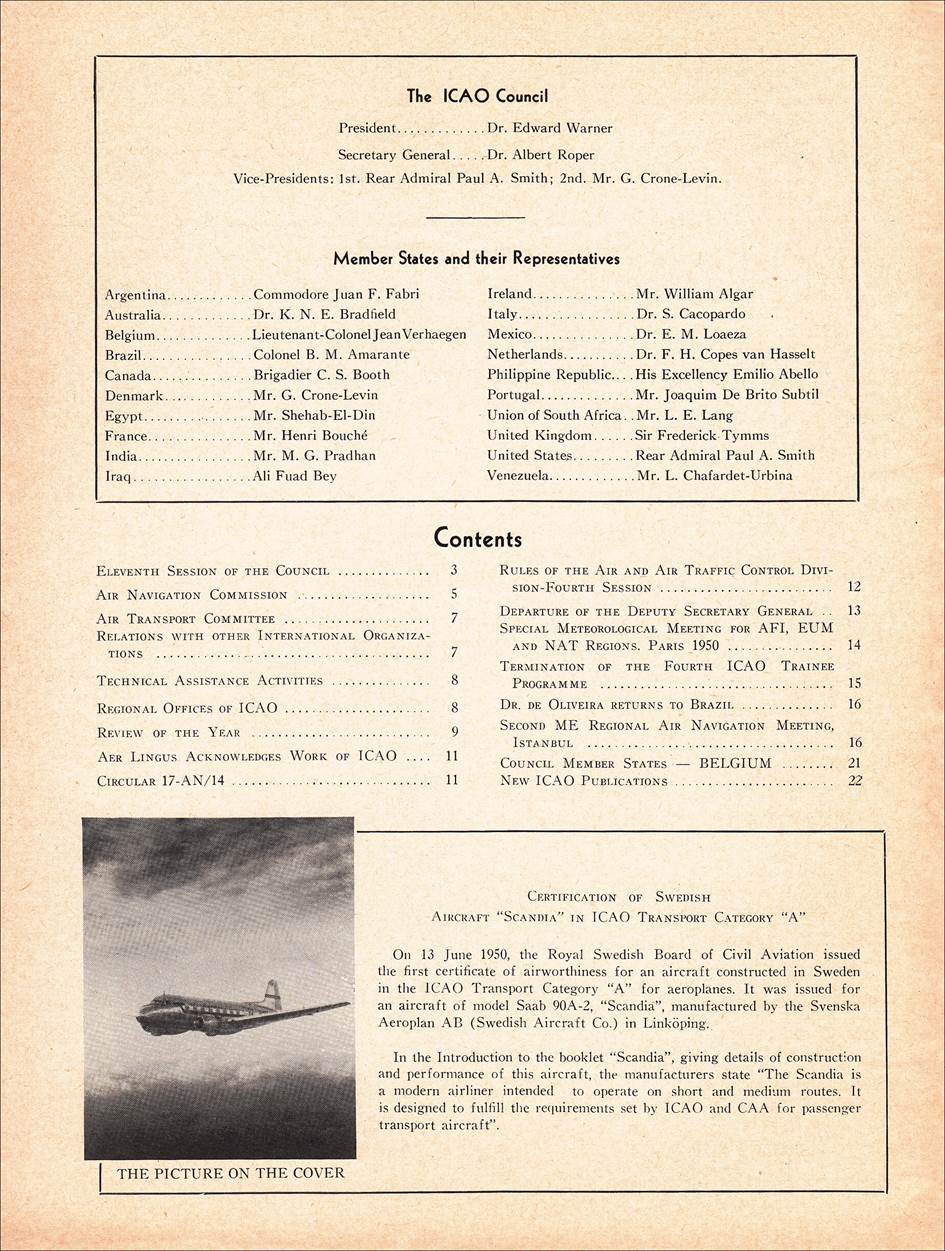 The ICAO Council
President.............Dr. Edward Warner
Secretary General.....Dr. Albert Roper
Vice-Presidents: 1st. Rear Admiral Paul A. Smith; 2nd. Mr. G. Crone-Levin.
Member States and their Representatives
Argentina.............Commodore Juan F. Fabri
Australia.............Dr. K. N. E. Bradfield
Belgium.............Lieutenant-Colonel Jean Verhaegen
Brazil...............Colonel B. M. Amarante
Canada..............Brigadier C. S. Booth
Denmark............Mr. G. Crone-Levin
Egypt...............Mr. Shehab-El-Din
France..............Mr. Henri Bouché
India................Mr. M. G. Pradhan
Iraq.................Ali Fuad Bey
Ireland..............Mr. William Algar
Italy................Dr. S. Cacopardo
Mexico..............Dr. E. M. Loaeza
Netherlands..........Dr. F. H. Copes van Hasselt
Philippine Republic...His Excellency Emilio Abello
Portugal.............Mr. Joaquim De Brito Subtil
Union of South Africa..Mr. L. E. Lang
United Kingdom......Sir Frederick Tymms
United States.........Rear Admiral Paul A. Smith
Venezuela............Mr. L. Chafardet-Urbina
Contents
Eleventh Session of the Council .............. 3
Air Navigation Commission .................... 5
Air Transport Committee ...................... 7
Relations with other International Organiza-
tions ........................................ 7
Technical Assistance Activities .............. 8
Regional Offices of ICAO ...................... 8
Review of the Year .......................... 9
Aer Lingus Acknowledges Work of ICAO .... 11
Circular 17-AN/14 ............................ 11
Rules of the Air and Air Traffic Control Divi-
sion-Fourth Session ......................... 12
Departure of the Deputy Secretary General .. 13
Special Meteorological Meeting for AFI, EUM
and NAT Regions. Paris 1950 ............... 14
Termination of the Fourth ICAO Trainee
Programme .................................. 15
Dr. de Oliveira returns to Brazil ............. 16
Second ME Regional Air Navigation Meeting,
Istanbul .................................... 16
Council Member States — BELGIUM ........ 21
New ICAO Publications ....................... 22
Certification of Swedish
Aircraft "Scandia" in ICAO Transport Category "A"
On 13 June 1950, the Royal Swedish Board of Civil Aviation issued
the first certificate of airworthiness for an aircraft constructed in Sweden
in the ICAO Transport Category "A" for aeroplanes. It was issued for
an aircraft of model Saab 90A-2, "Scandia", manufactured by the Svenska
Aeroplan AB (Swedish Aircraft Co.) in Linköping.
In the Introduction to the booklet "Scandia", giving details of construction
and performance of this aircraft, the manufacturers state "The Scandia is
a modern airliner intended to operate on short and medium routes. It
is designed to fulfill the requirements set by ICAO and CAA for passenger
transport aircraft".
THE PICTURE ON THE COVER